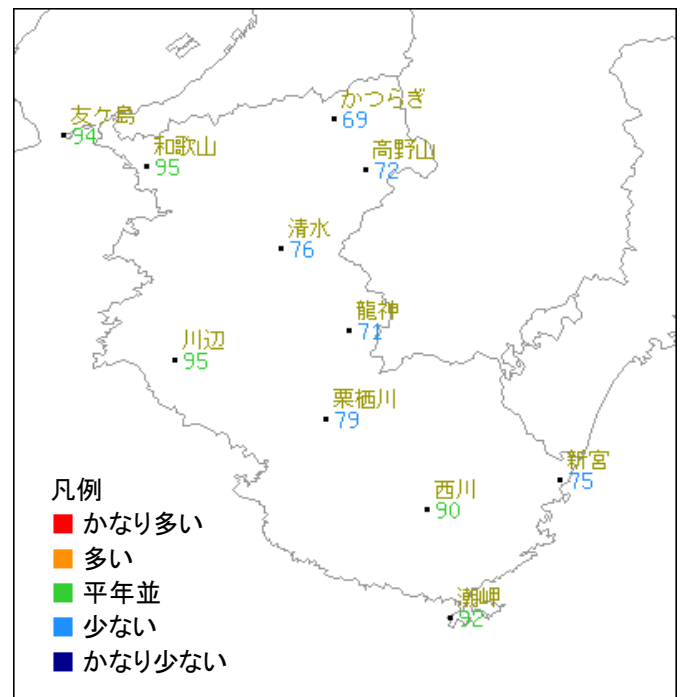 かつらぎ
69
友ケ島
94
和歌山
95
高野山
72
清水
76
龍神
71
川辺
95
栗栖川
79
新宮
75
西川
90
潮岬
92
凡例
かなり多い
多い
平年並
少ない
かなり少ない